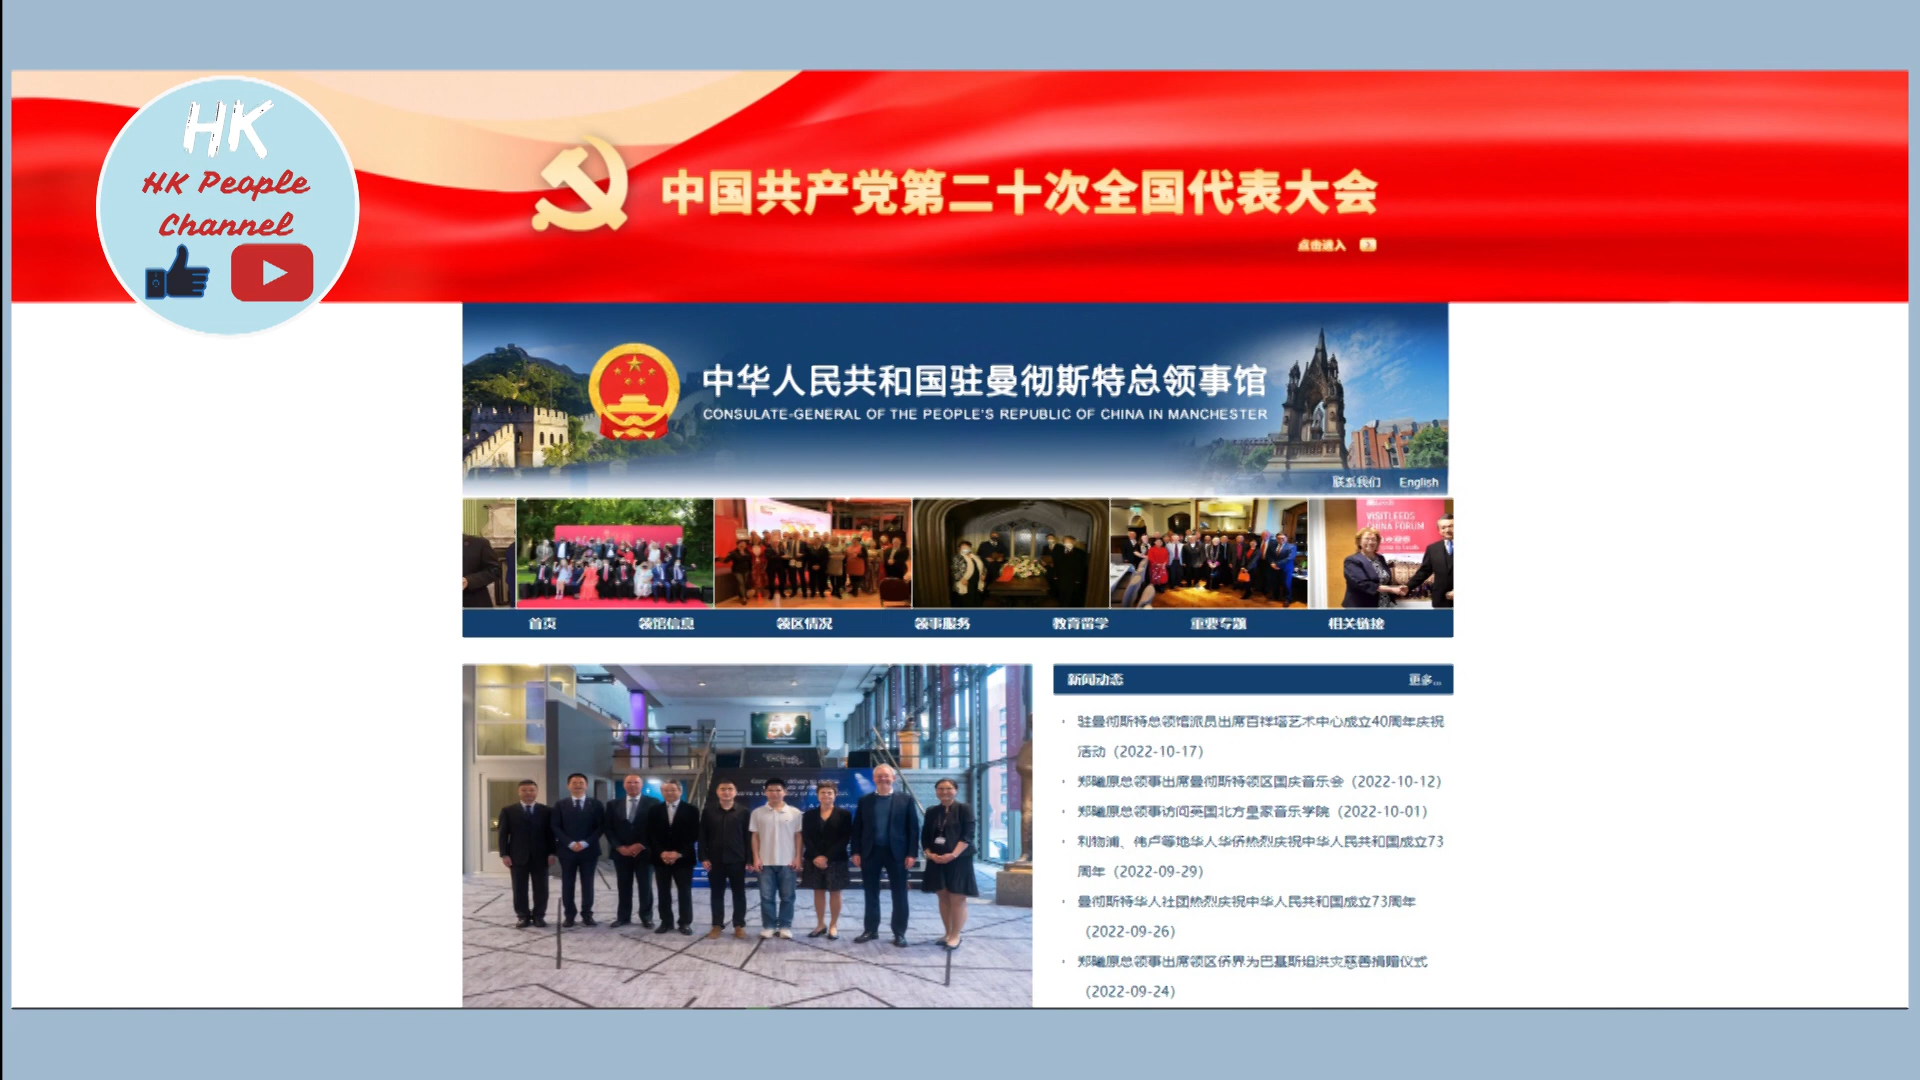 HK
HK People
Channel
中国共产党第二十次全国代表大会
点击进入
中华人民共和国驻曼彻斯特总领事馆
CONSULATE-GENERAL OF THE PEOPLE'S REPUBLIC OF CHINA IN MANCHESTER
联系我们 English
VISIT LEEDS
CHINA FORUM
首页 领馆信息 领区情况 领事服务 教育留学 重要专题 相关链接
50
新闻动态 更多...
驻曼彻斯特总领馆派员出席百祥塔艺术中心成立40周年庆祝
活动（2022-10-17）
郑曦原总领事出席曼彻斯特领区国庆音乐会（2022-10-12）
郑曦原总领事访问英国北方皇家音乐学院（2022-10-01）
利物浦、伟卢等地华人华侨热烈庆祝中华人民共和国成立73
周年（2022-09-29）
曼彻斯特华人社团热烈庆祝中华人民共和国成立73周年
（2022-09-26）
郑曦原总领事出席领区侨界为巴基斯坦洪灾慈善捐赠仪式
（2022-09-24）